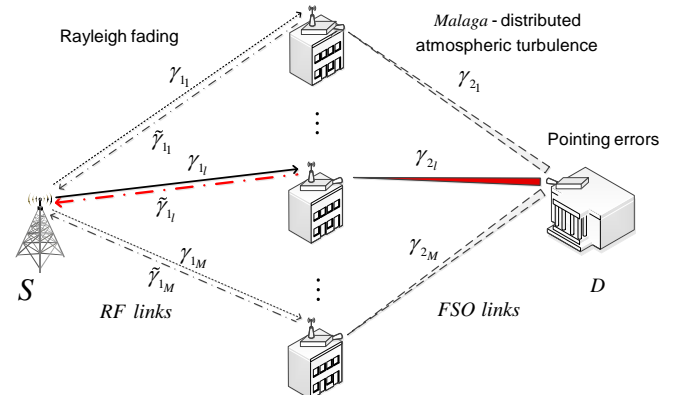 Rayleigh fading
Malaga - distributed
atmospheric turbulence
γ₁₁
γ̃₁₁
γ₂₁
Pointing errors
γ₁ₗ
γ̃₁ₗ
γ₂ₗ
γ₁M
γ̃₁M
γ₂M
S
RF links
FSO links
D